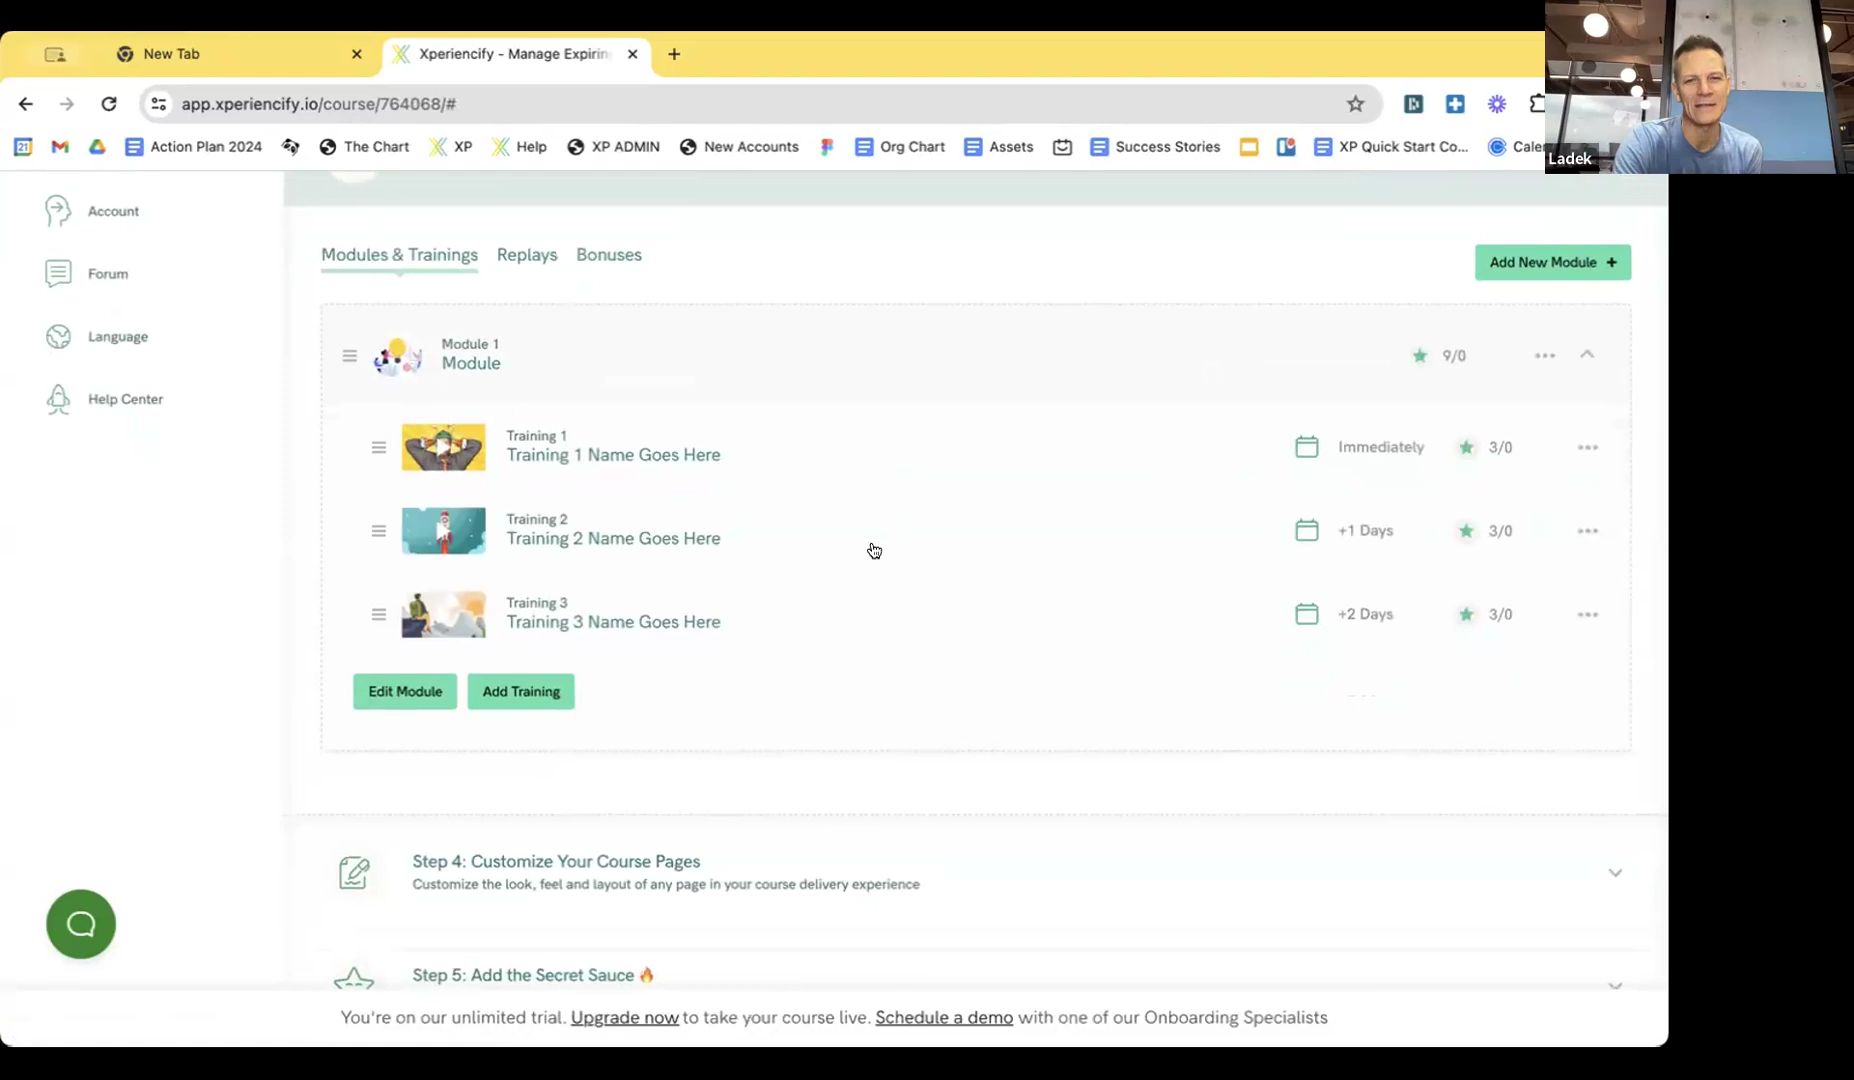 New Tab
Xperiencify - Manage Expirin
app.xperiencify.io/course/764068/#
21
Action Plan 2024
The Chart
XP
Help
XP ADMIN
New Accounts
Org Chart
Assets
Success Stories
XP Quick Start Co...
Caler
Ladek
Account
Forum
Language
Help Center
Modules & Trainings
Replays
Bonuses
Add New Module +
Module 1
Module
9/0
Training 1
Training 1 Name Goes Here
Immediately
3/0
Training 2
Training 2 Name Goes Here
+1 Days
3/0
Training 3
Training 3 Name Goes Here
+2 Days
3/0
Edit Module
Add Training
Step 4: Customize Your Course Pages
Customize the look, feel and layout of any page in your course delivery experience
Step 5: Add the Secret Sauce 🔥
You're on our unlimited trial. Upgrade now to take your course live. Schedule a demo with one of our Onboarding Specialists